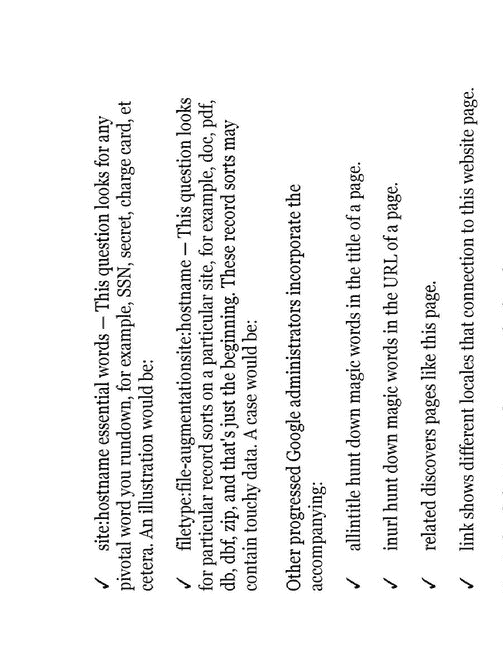 ✓ site:hostname essential words – This question looks for any
pivotal word you rundown, for example, SSN, secret, charge card, et
cetera. An illustration would be:
✓ filetype:file-augmentationsite:hostname – This question looks
for particular record sorts on a particular site, for example, doc, pdf,
db, dbf, zip, and that's just the beginning. These record sorts may
contain touchy data. A case would be:
Other progressed Google administrators incorporate the
accompanying:
✓ allintitle hunt down magic words in the title of a page.
✓ inurl hunt down magic words in the URL of a page.
✓ related discovers pages like this page.
✓ link shows different locales that connection to this website page.